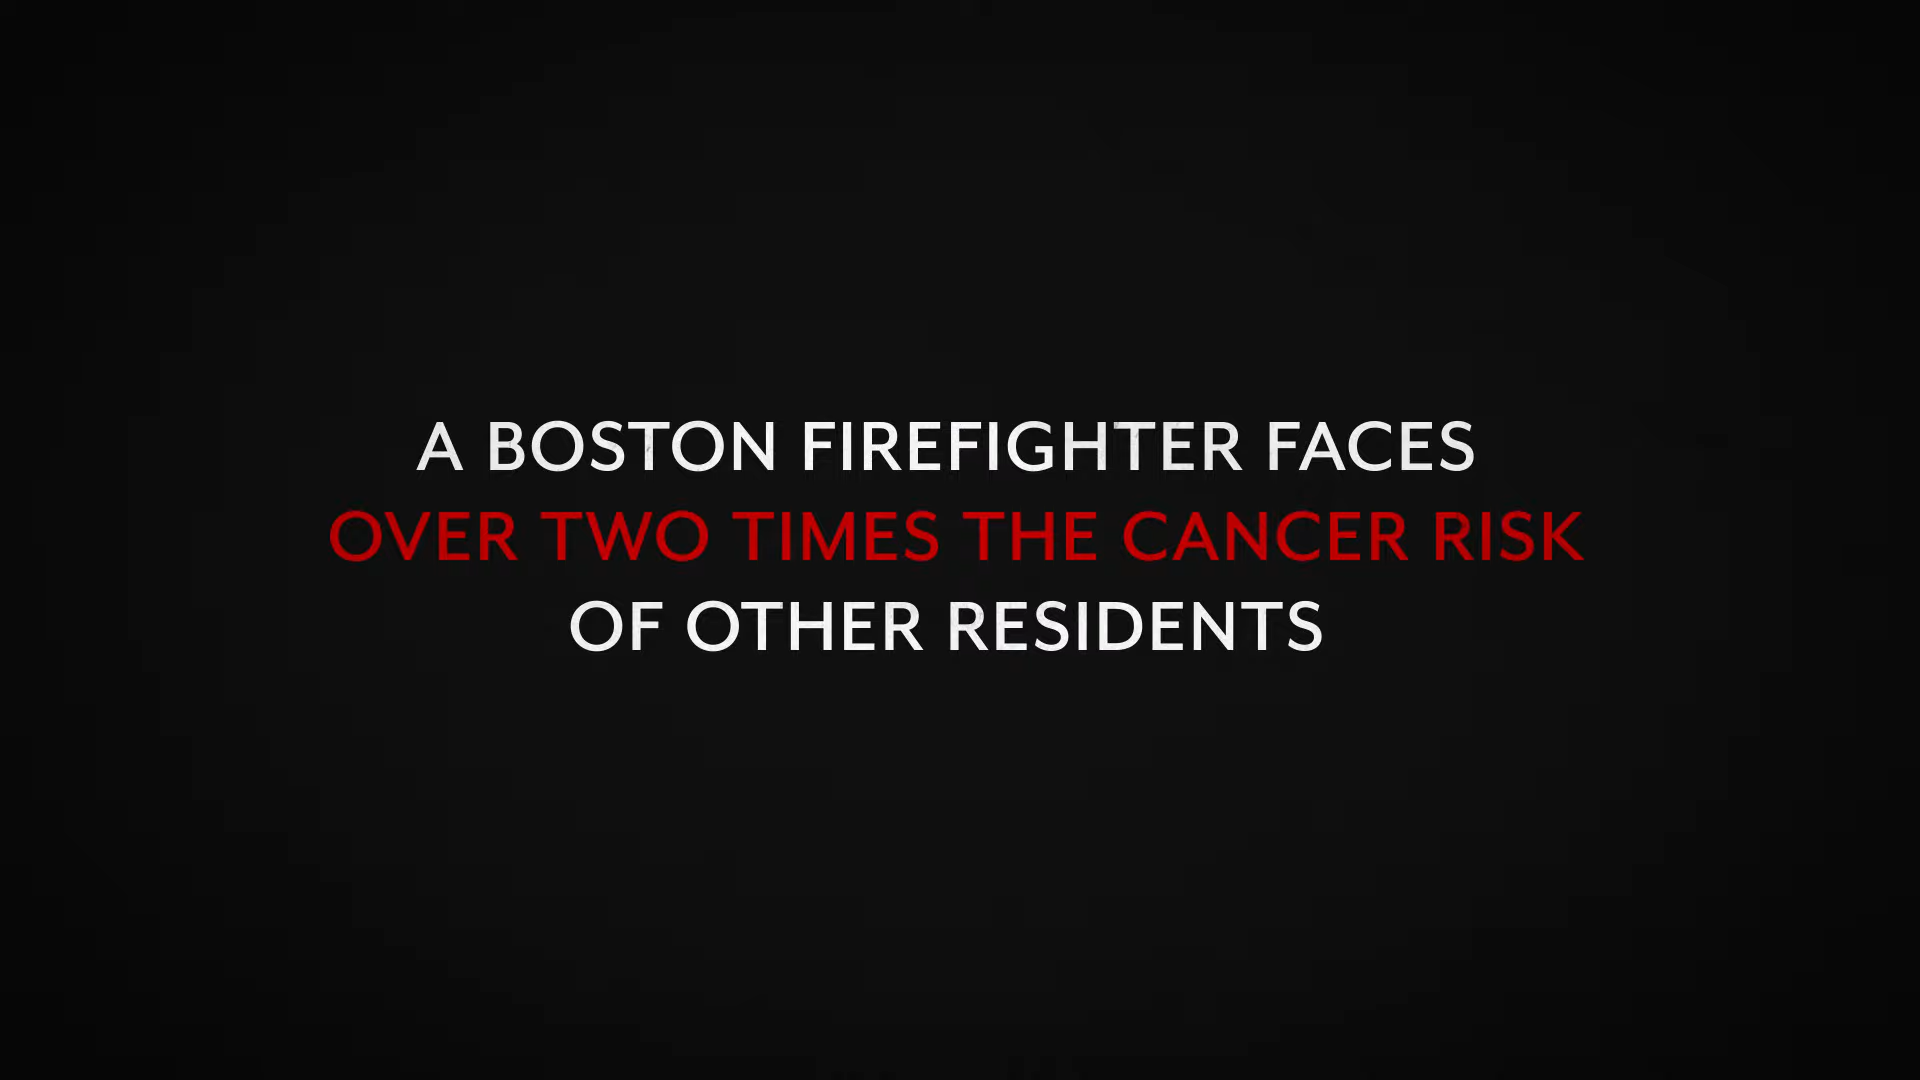 A BOSTON FIREFIGHTER FACES
OVER TWO TIMES THE CANCER RISK
OF OTHER RESIDENTS